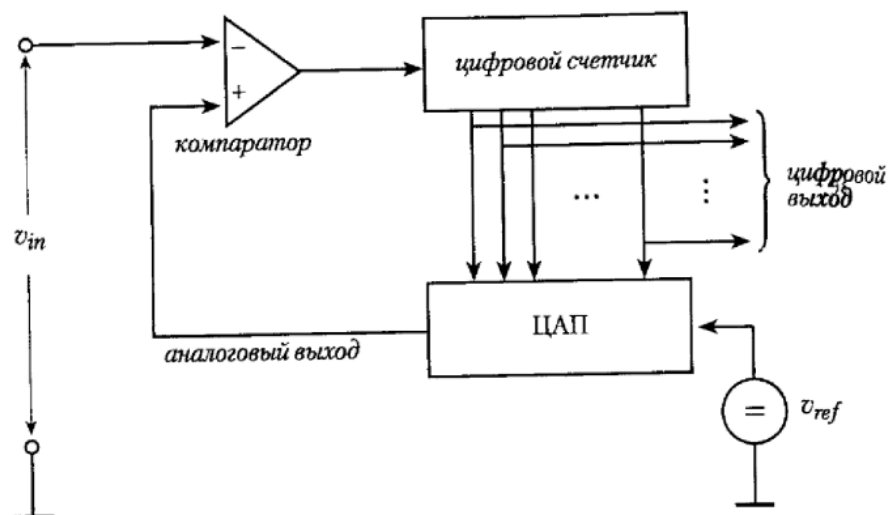 цифровой счетчик
−
+
компаратор
цифровой
выход
...
⋮
v_in
ЦАП
аналоговый выход
=
v_ref